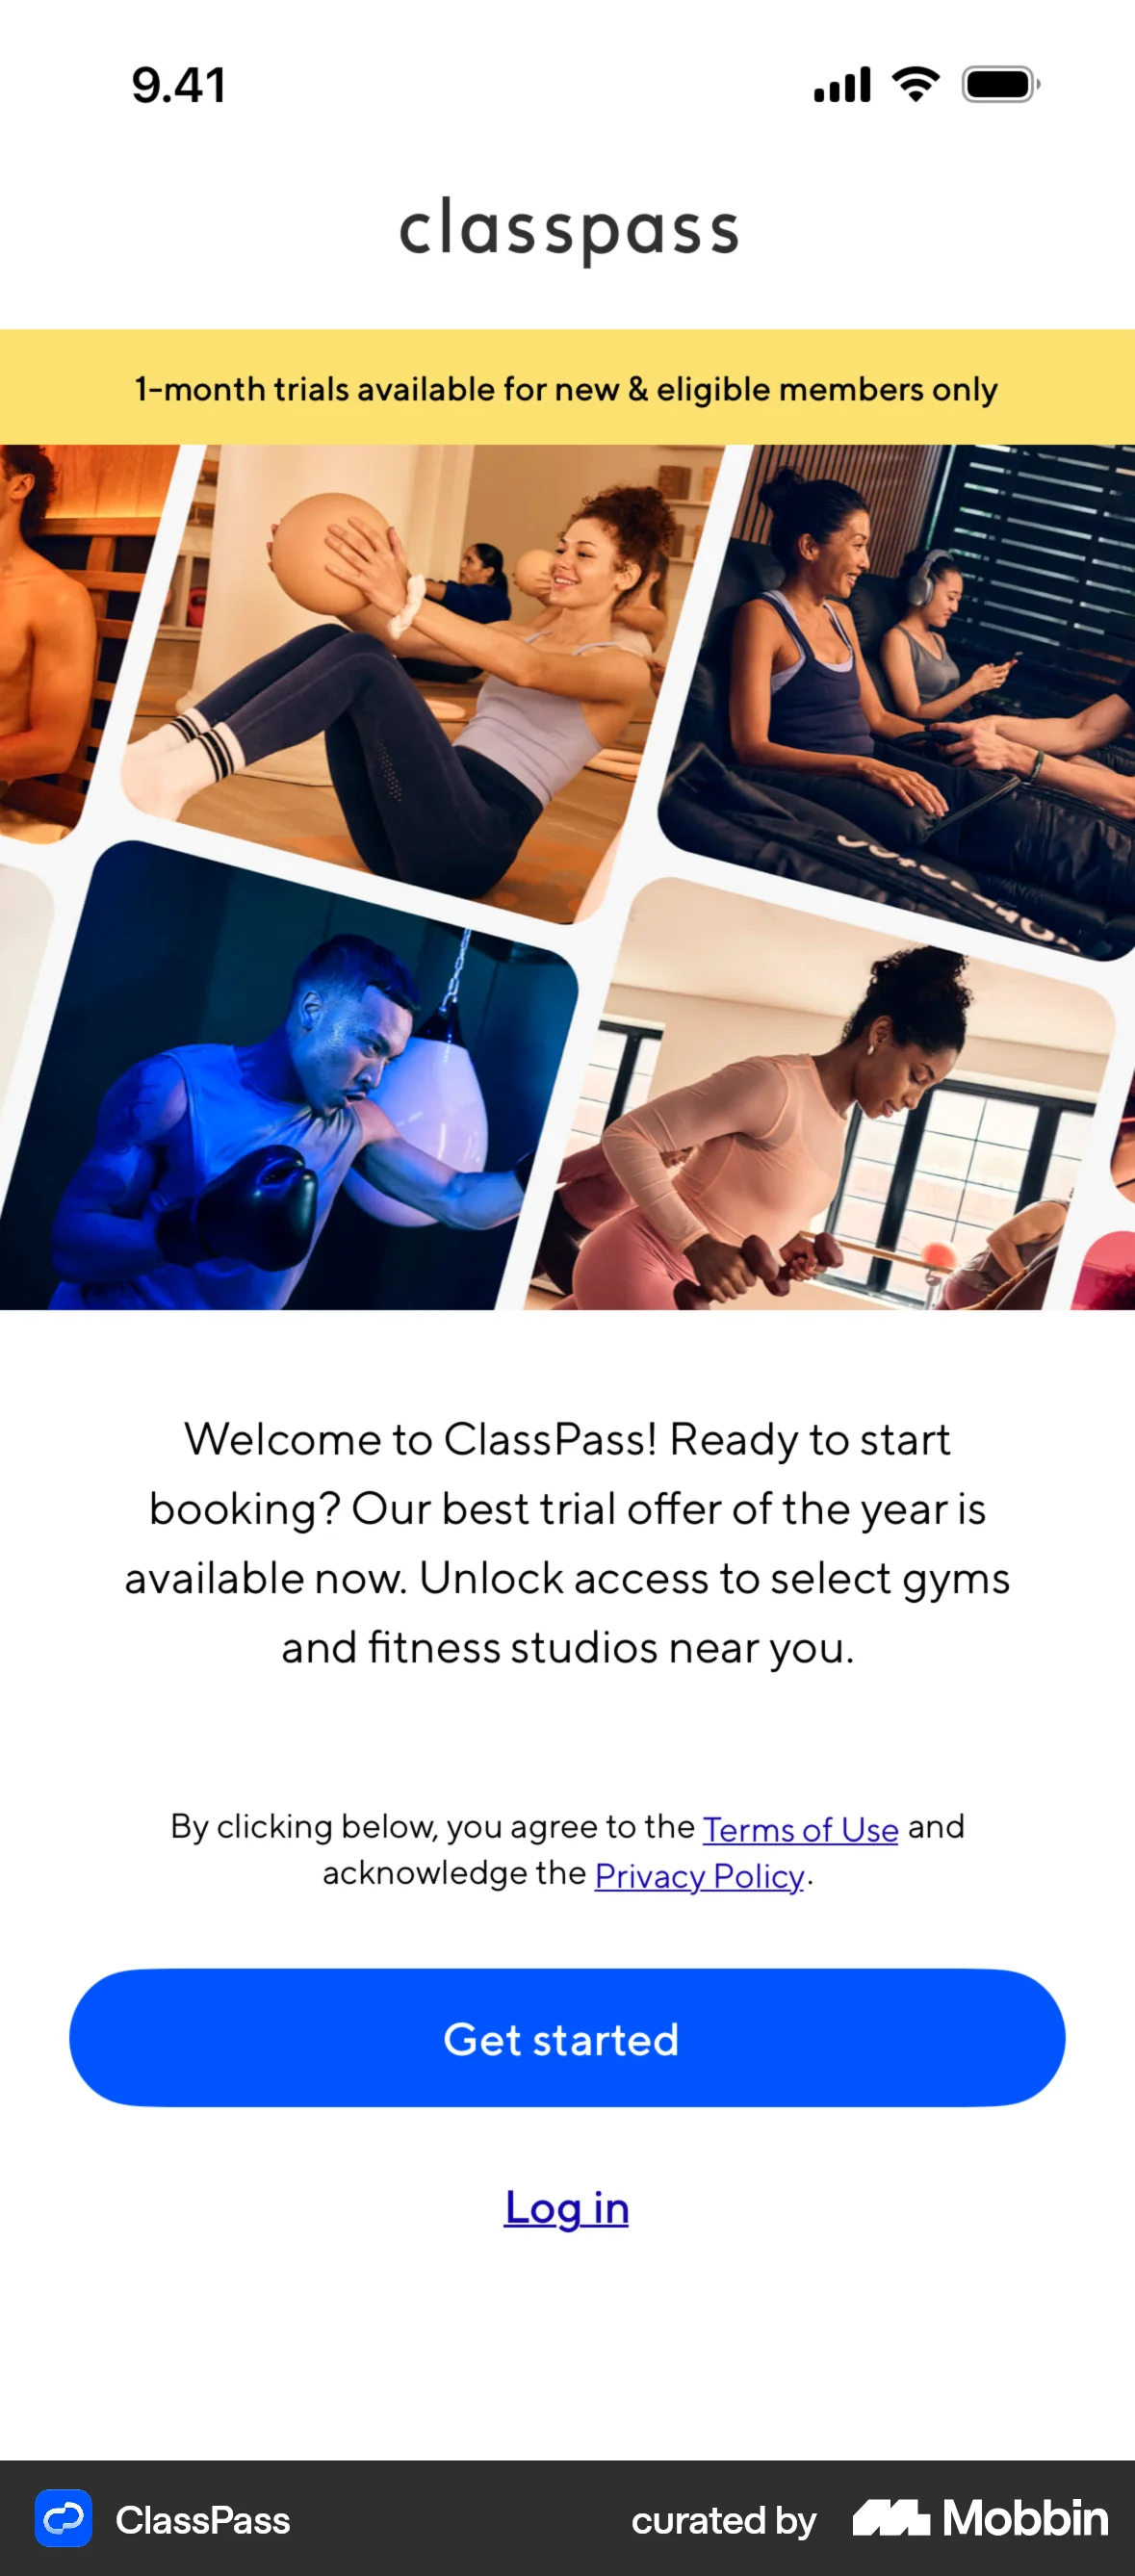 9.41
classpass
1-month trials available for new & eligible members only
Welcome to ClassPass! Ready to start
booking? Our best trial offer of the year is
available now. Unlock access to select gyms
and fitness studios near you.
By clicking below, you agree to the Terms of Use and
acknowledge the Privacy Policy.
Get started
Log in
ClassPass
curated by Mobbin